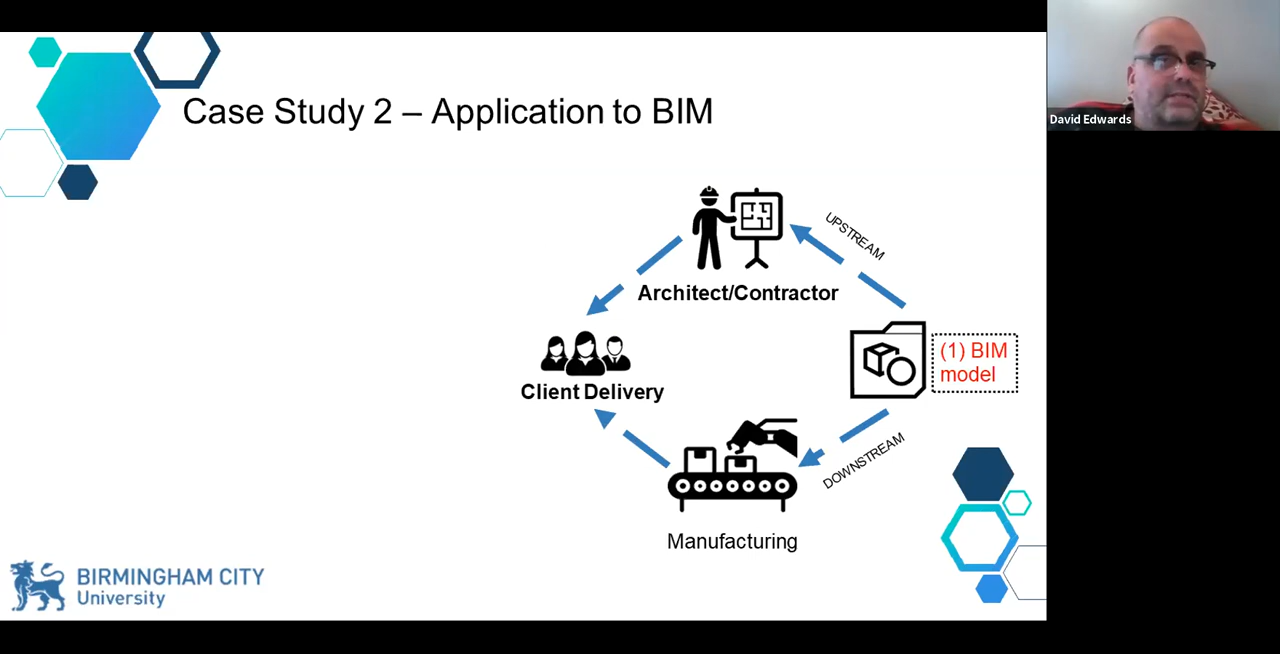 Case Study 2 – Application to BIM
David Edwards
UPSTREAM
Architect/Contractor
(1) BIM
model
Client Delivery
DOWNSTREAM
Manufacturing
BIRMINGHAM CITY
University